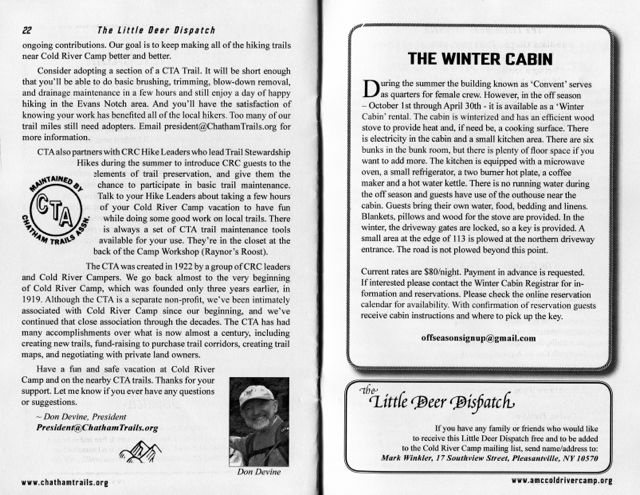 22 The Little Deer Dispatch
ongoing contributions. Our goal is to keep making all of the hiking trails
near Cold River Camp better and better.
Consider adopting a section of a CTA Trail. It will be short enough
that you'll be able to do basic brushing, trimming, blow-down removal,
and drainage maintenance in a few hours and still enjoy a day of happy
hiking in the Evans Notch area. And you'll have the satisfaction of
knowing your work has benefited all of the local hikers. Too many of our
trail miles still need adopters. Email president@ChathamTrails.org for
more information.
CTA also partners with CRC Hike Leaders who lead Trail Stewardship
Hikes during the summer to introduce CRC guests to the
elements of trail preservation, and give them the
chance to participate in basic trail maintenance.
Talk to your Hike Leaders about taking a few hours
of your Cold River Camp vacation to have fun
while doing some good work on local trails. There
is always a set of CTA trail maintenance tools
available for your use. They're in the closet at the
back of the Camp Workshop (Raynor's Roost).
MAINTAINED BY
CTA
CHATHAM TRAILS ASSN.
The CTA was created in 1922 by a group of CRC leaders
and Cold River Campers. We go back almost to the very beginning
of Cold River Camp, which was founded only three years earlier, in
1919. Although the CTA is a separate non-profit, we've been intimately
associated with Cold River Camp since our beginning, and we've
continued that close association through the decades. The CTA has had
many accomplishments over what is now almost a century, including
creating new trails, fund-raising to purchase trail corridors, creating trail
maps, and negotiating with private land owners.
Have a fun and safe vacation at Cold River
Camp and on the nearby CTA trails. Thanks for your
support. Let me know if you ever have any questions
or suggestions.
~ Don Devine, President
President@ChathamTrails.org
Don Devine
www.chathamtrails.org
THE WINTER CABIN
During the summer the building known as 'Convent' serves
as quarters for female crew. However, in the off season
– October 1st through April 30th - it is available as a 'Winter
Cabin' rental. The cabin is winterized and has an efficient wood
stove to provide heat and, if need be, a cooking surface. There
is electricity in the cabin and a small kitchen area. There are six
bunks in the bunk room, but there is plenty of floor space if you
want to add more. The kitchen is equipped with a microwave
oven, a small refrigerator, a two burner hot plate, a coffee
maker and a hot water kettle. There is no running water during
the off season and guests have use of the outhouse near the
cabin. Guests bring their own water, food, bedding and linens.
Blankets, pillows and wood for the stove are provided. In the
winter, the driveway gates are locked, so a key is provided. A
small area at the edge of 113 is plowed at the northern driveway
entrance. The road is not plowed beyond this point.
Current rates are $80/night. Payment in advance is requested.
If interested please contact the Winter Cabin Registrar for in-
formation and reservations. Please check the online reservation
calendar for availability. With confirmation of reservation guests
receive cabin instructions and where to pick up the key.
offseasonsignup@gmail.com
The
Little Deer Dispatch
If you have any family or friends who would like
to receive this Little Deer Dispatch free and to be added
to the Cold River Camp mailing list, send name/address to:
Mark Winkler, 17 Southview Street, Pleasantville, NY 10570
www.amccoldrivercamp.org